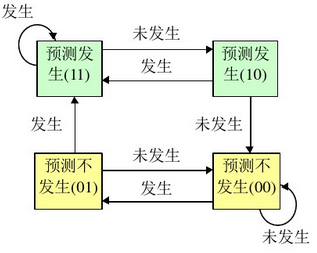 发生
预测发
生(11)
未发生
发生
预测发
生(10)
发生
未发生
预测不
发生(01)
未发生
发生
预测不
发生(00)
未发生